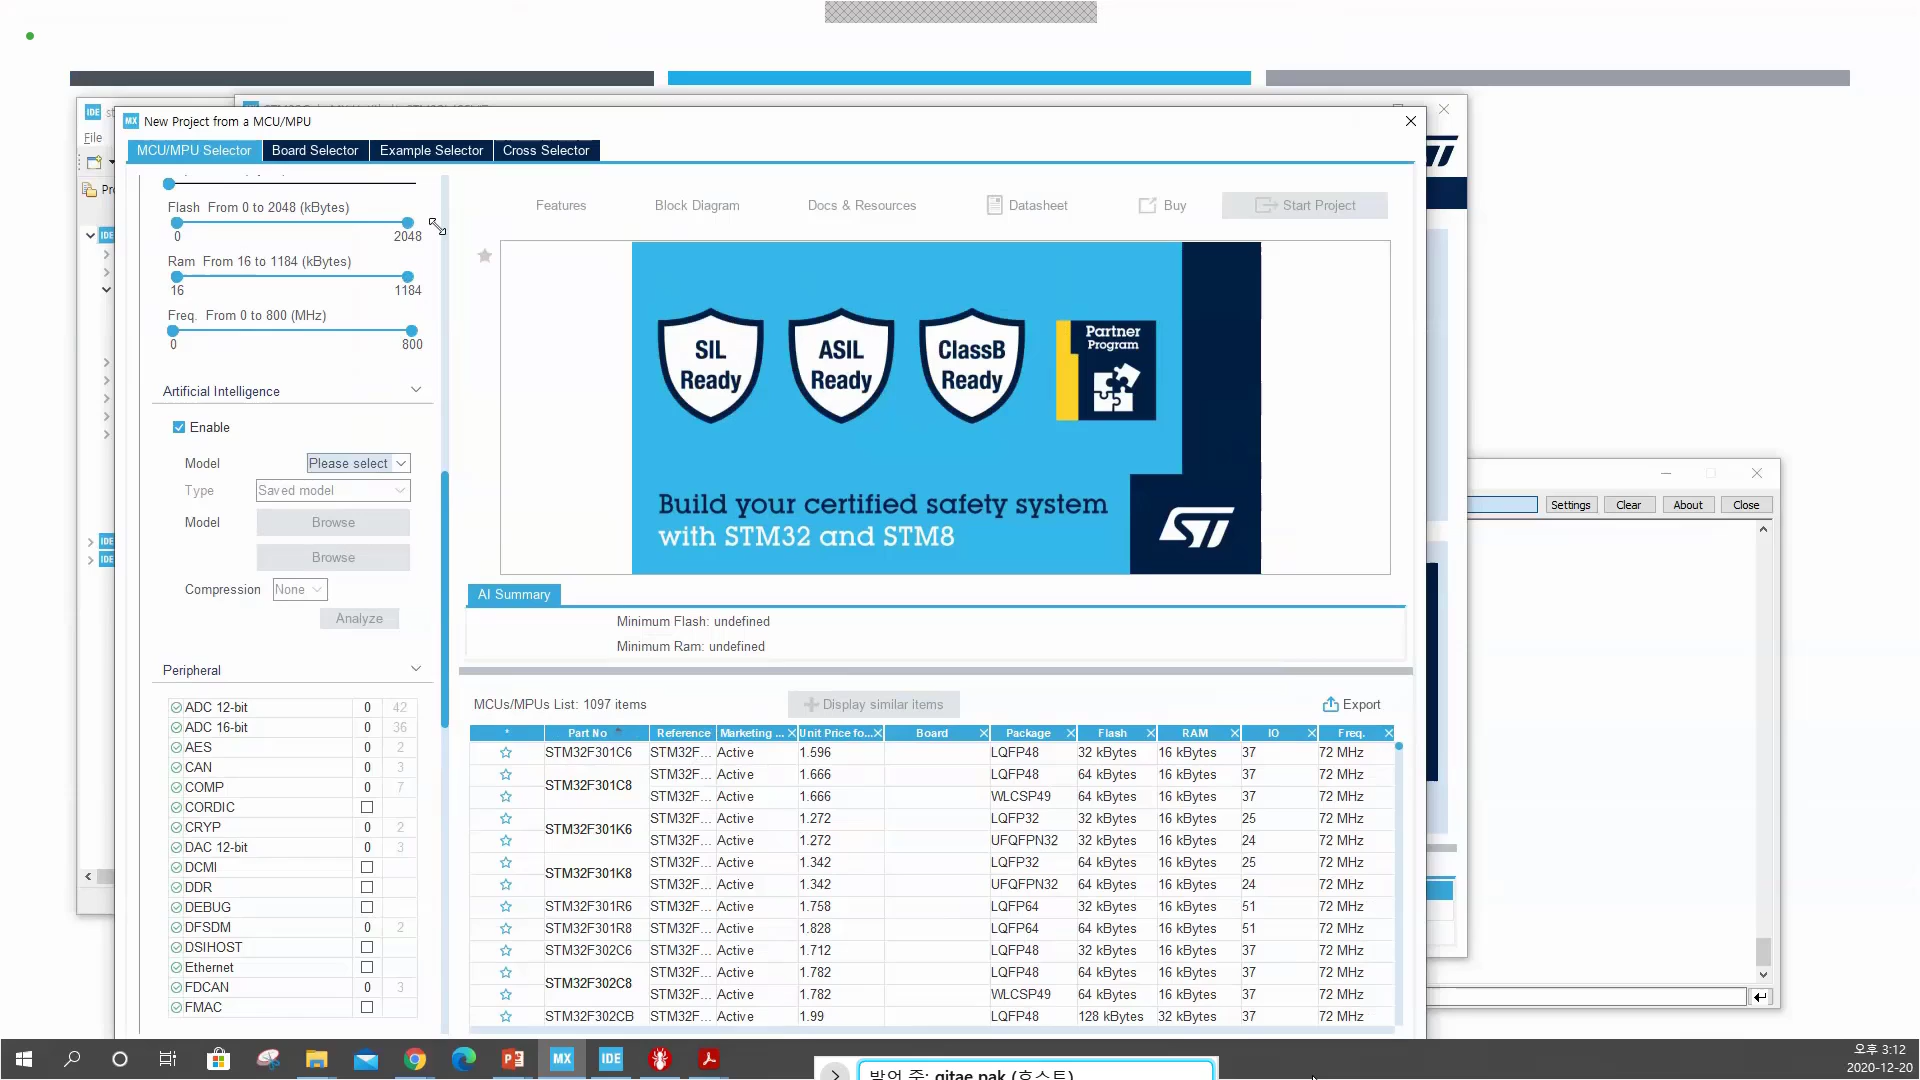 New Project from a MCU/MPU
File
MCU/MPU Selector Board Selector Example Selector Cross Selector
Flash From 0 to 2048 (kBytes)
0 2048
Ram From 16 to 1184 (kBytes)
16 1184
Freq. From 0 to 800 (MHz)
0 800
Artificial Intelligence
Enable
Model Please select
Type Saved model
Model Browse
Browse
Compression None
Analyze
Peripheral
ADC 12-bit 0 42
ADC 16-bit 0 36
AES 0 2
CAN 0 3
COMP 0 7
CORDIC
CRYP 0 2
DAC 12-bit 0 3
DCMI
DDR
DEBUG
DFSDM 0 2
DSIHOST
Ethernet
FDCAN 0 3
FMAC
Features Block Diagram Docs & Resources Datasheet Buy Start Project
SIL Ready
ASIL Ready
ClassB Ready
Partner Program
Build your certified safety system
with STM32 and STM8
ST
AI Summary
Minimum Flash: undefined
Minimum Ram: undefined
MCUs/MPUs List: 1097 items Display similar items Export
* Part No Reference Marketing ... Unit Price fo... Board Package Flash RAM IO Freq.
STM32F301C6 STM32F... Active 1.596 LQFP48 32 kBytes 16 kBytes 37 72 MHz
STM32F301C8 STM32F... Active 1.666 LQFP48 64 kBytes 16 kBytes 37 72 MHz
STM32F... Active 1.666 WLCSP49 64 kBytes 16 kBytes 37 72 MHz
STM32F301K6 STM32F... Active 1.272 LQFP32 32 kBytes 16 kBytes 25 72 MHz
STM32F... Active 1.272 UFQFPN32 32 kBytes 16 kBytes 24 72 MHz
STM32F301K8 STM32F... Active 1.342 LQFP32 64 kBytes 16 kBytes 25 72 MHz
STM32F... Active 1.342 UFQFPN32 64 kBytes 16 kBytes 24 72 MHz
STM32F301R6 STM32F... Active 1.758 LQFP64 32 kBytes 16 kBytes 51 72 MHz
STM32F301R8 STM32F... Active 1.828 LQFP64 64 kBytes 16 kBytes 51 72 MHz
STM32F302C6 STM32F... Active 1.712 LQFP48 32 kBytes 16 kBytes 37 72 MHz
STM32F302C8 STM32F... Active 1.782 LQFP48 64 kBytes 16 kBytes 37 72 MHz
STM32F... Active 1.782 WLCSP49 64 kBytes 16 kBytes 37 72 MHz
STM32F302CB STM32F... Active 1.99 LQFP48 128 kBytes 32 kBytes 37 72 MHz
Settings Clear About Close
MX IDE
오후 3:12
2020-12-20
발언 중: gitae pak (호스트)